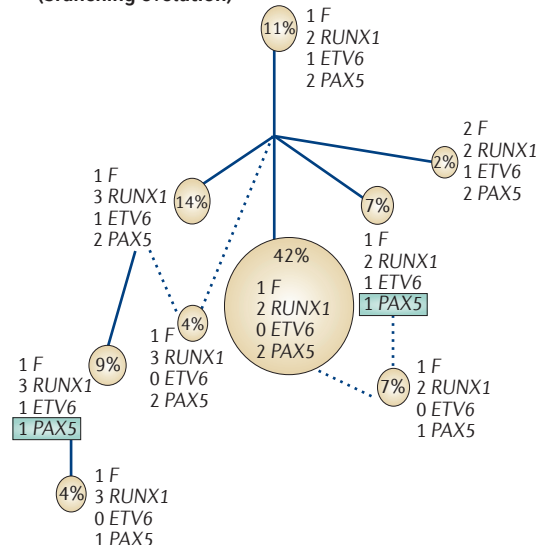 (Branching evolution)
11%
1 F
2 RUNX1
1 ETV6
2 PAX5
2 F
2 RUNX1
1 ETV6
2 PAX5
2%
1 F
3 RUNX1
1 ETV6
2 PAX5
14%
7%
1 F
2 RUNX1
1 ETV6
1 PAX5
42%
1 F
2 RUNX1
0 ETV6
2 PAX5
4%
1 F
3 RUNX1
0 ETV6
2 PAX5
9%
1 F
3 RUNX1
1 ETV6
1 PAX5
7%
1 F
2 RUNX1
0 ETV6
1 PAX5
4%
1 F
3 RUNX1
0 ETV6
1 PAX5